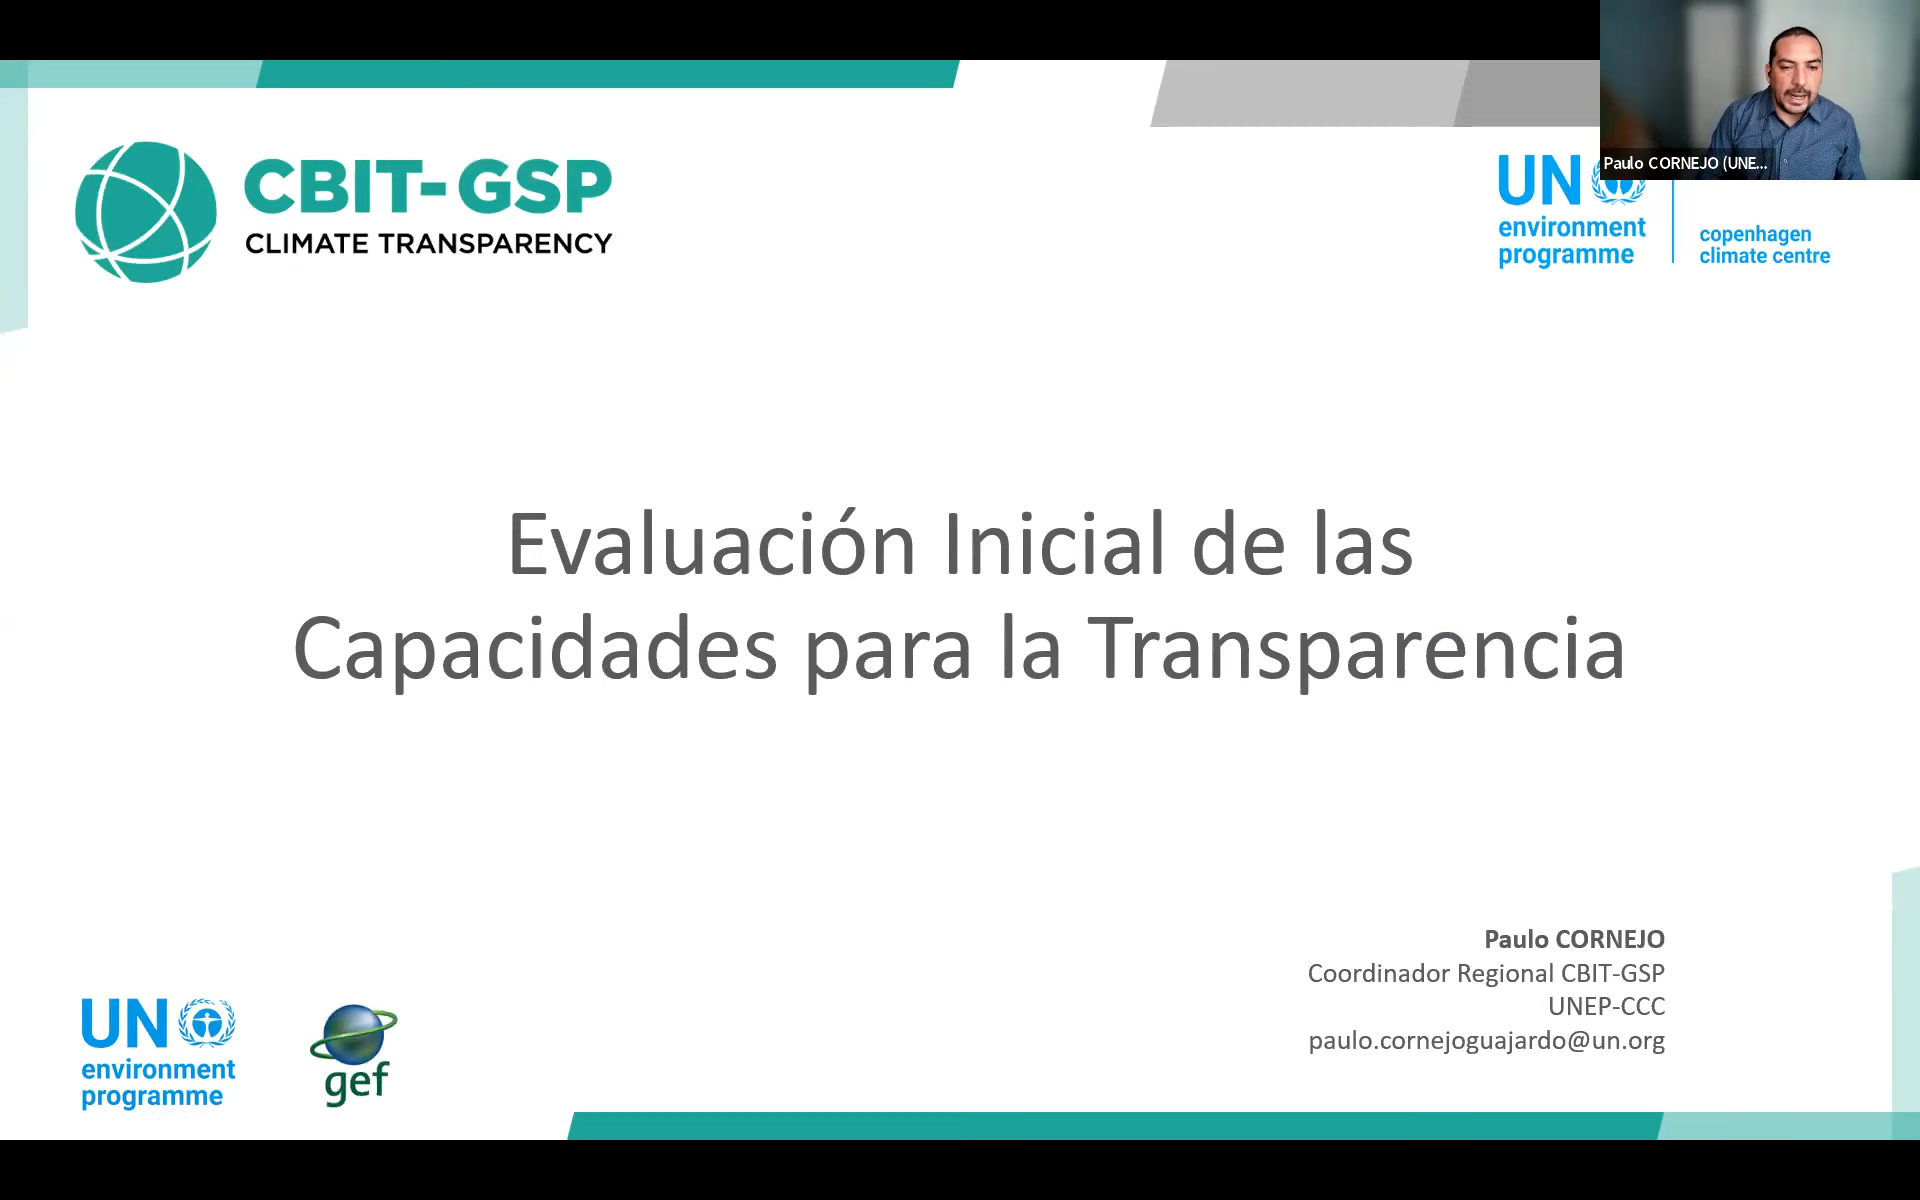 Paulo CORNEJO (UNE...
CBIT-GSP
CLIMATE TRANSPARENCY
UN
environment
programme
copenhagen
climate centre
Evaluación Inicial de las
Capacidades para la Transparencia
Paulo CORNEJO
Coordinador Regional CBIT-GSP
UNEP-CCC
paulo.cornejoguajardo@un.org
UN
environment
programme
gef